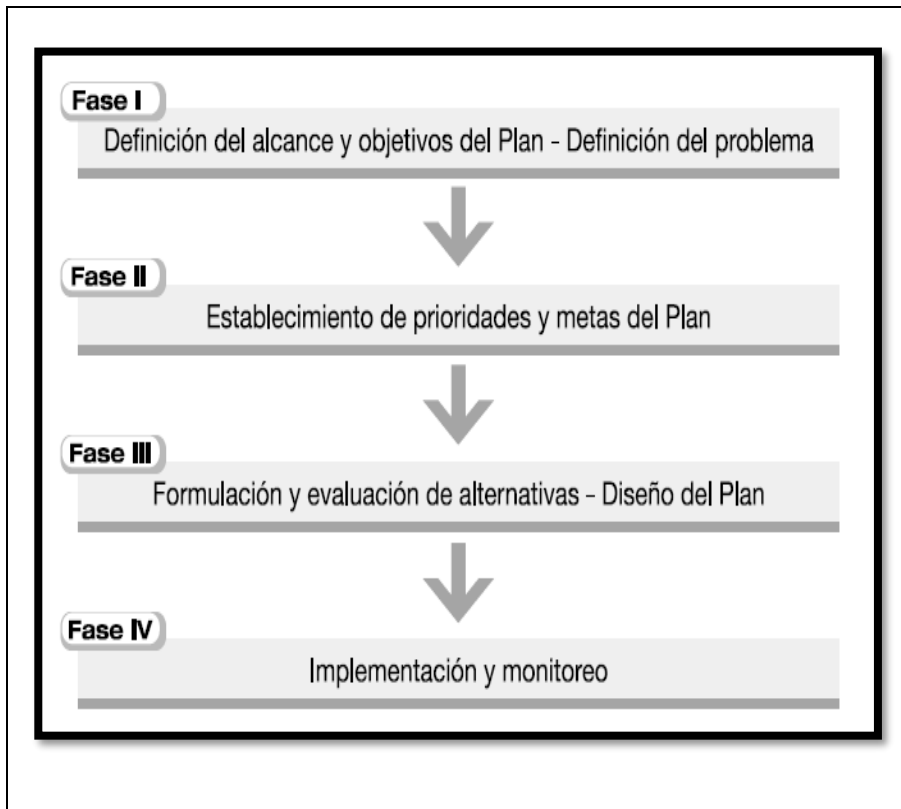 Fase I
Definición del alcance y objetivos del Plan - Definición del problema
Fase II
Establecimiento de prioridades y metas del Plan
Fase III
Formulación y evaluación de alternativas - Diseño del Plan
Fase IV
Implementación y monitoreo